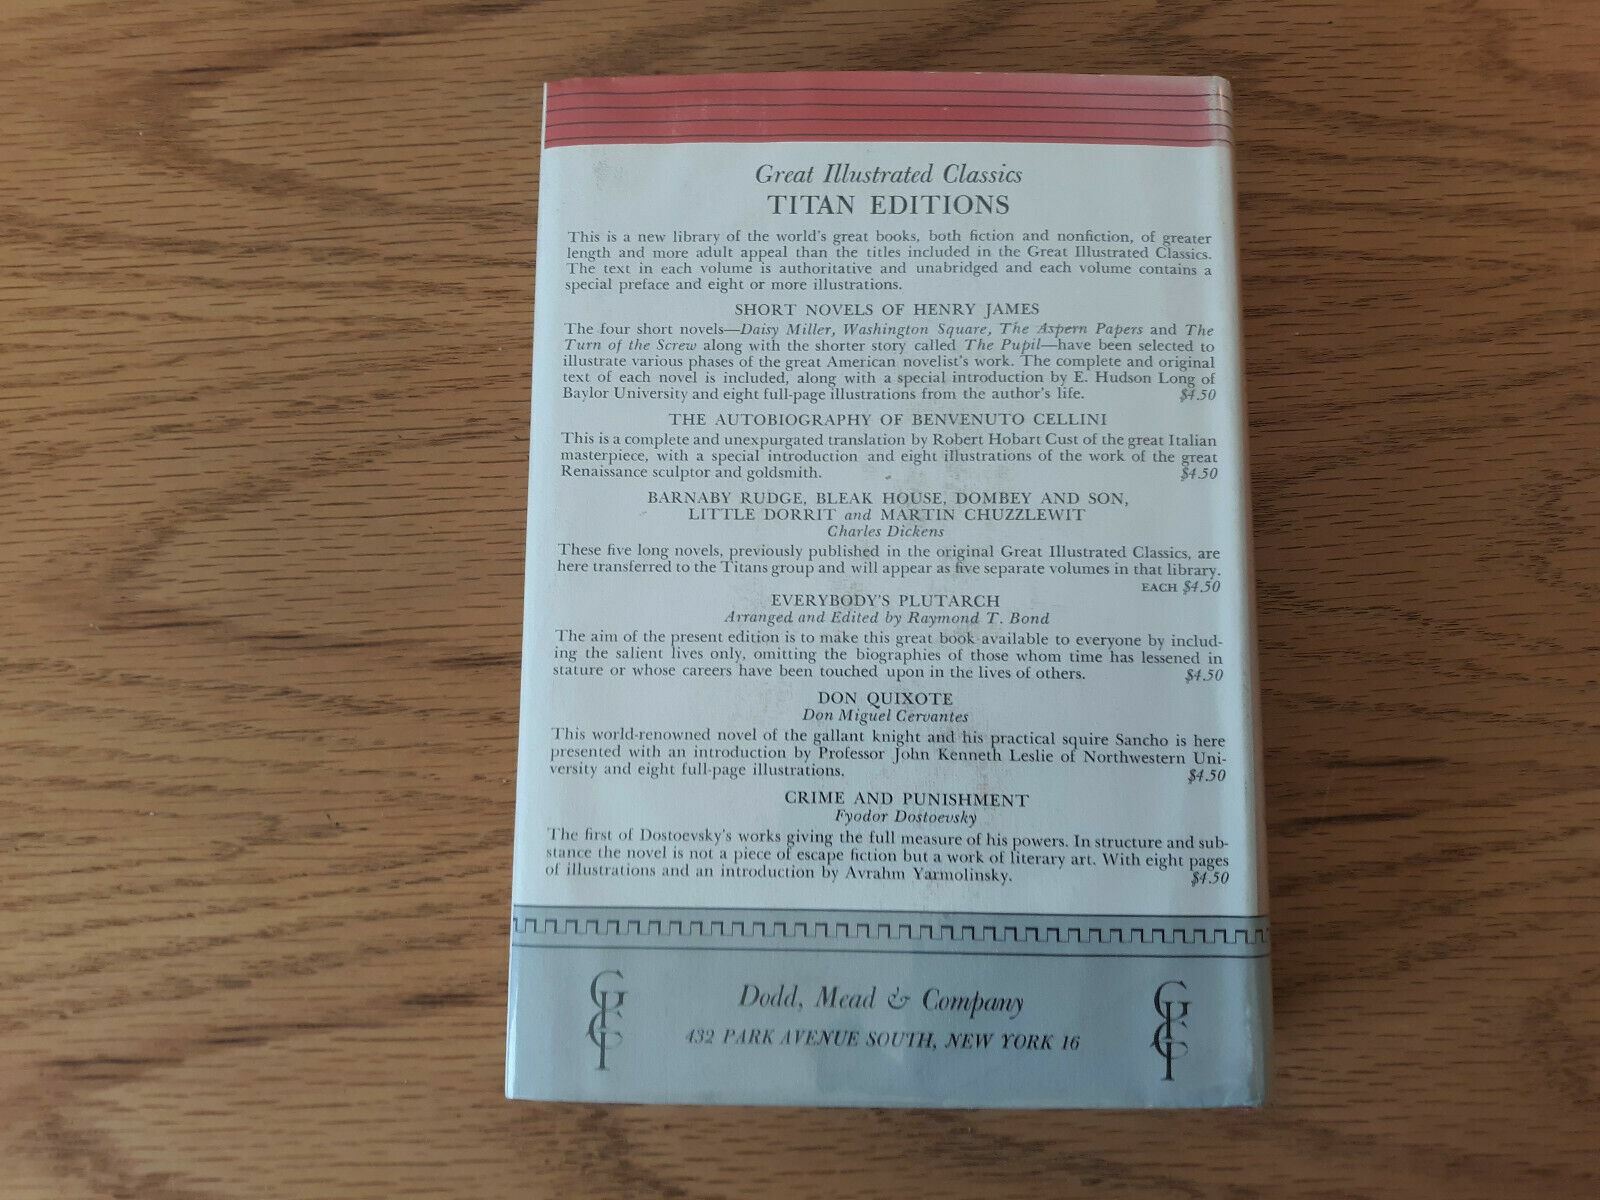 Great Illustrated Classics
TITAN EDITIONS
This is a new library of the world's great books, both fiction and nonfiction, of greater
length and more adult appeal than the titles included in the Great Illustrated Classics.
The text in each volume is authoritative and unabridged and each volume contains a
special preface and eight or more illustrations.
SHORT NOVELS OF HENRY JAMES
The four short novels—Daisy Miller, Washington Square, The Aspern Papers and The
Turn of the Screw along with the shorter story called The Pupil—have been selected to
illustrate various phases of the great American novelist's work. The complete and original
text of each novel is included, along with a special introduction by E. Hudson Long of
Baylor University and eight full-page illustrations from the author's life. $4.50
THE AUTOBIOGRAPHY OF BENVENUTO CELLINI
This is a complete and unexpurgated translation by Robert Hobart Cust of the great Italian
masterpiece, with a special introduction and eight illustrations of the work of the great
Renaissance sculptor and goldsmith. $4.50
BARNABY RUDGE, BLEAK HOUSE, DOMBEY AND SON,
LITTLE DORRIT and MARTIN CHUZZLEWIT
Charles Dickens
These five long novels, previously published in the original Great Illustrated Classics, are
here transferred to the Titans group and will appear as five separate volumes in that library.
EACH $4.50
EVERYBODY'S PLUTARCH
Arranged and Edited by Raymond T. Bond
The aim of the present edition is to make this great book available to everyone by includ-
ing the salient lives only, omitting the biographies of those whom time has lessened in
stature or whose careers have been touched upon in the lives of others. $4.50
DON QUIXOTE
Don Miguel Cervantes
This world-renowned novel of the gallant knight and his practical squire Sancho is here
presented with an introduction by Professor John Kenneth Leslie of Northwestern Uni-
versity and eight full-page illustrations. $4.50
CRIME AND PUNISHMENT
Fyodor Dostoevsky
The first of Dostoevsky's works giving the full measure of his powers. In structure and sub-
stance the novel is not a piece of escape fiction but a work of literary art. With eight pages
of illustrations and an introduction by Avrahm Yarmolinsky. $4.50
Dodd, Mead & Company
432 PARK AVENUE SOUTH, NEW YORK 16